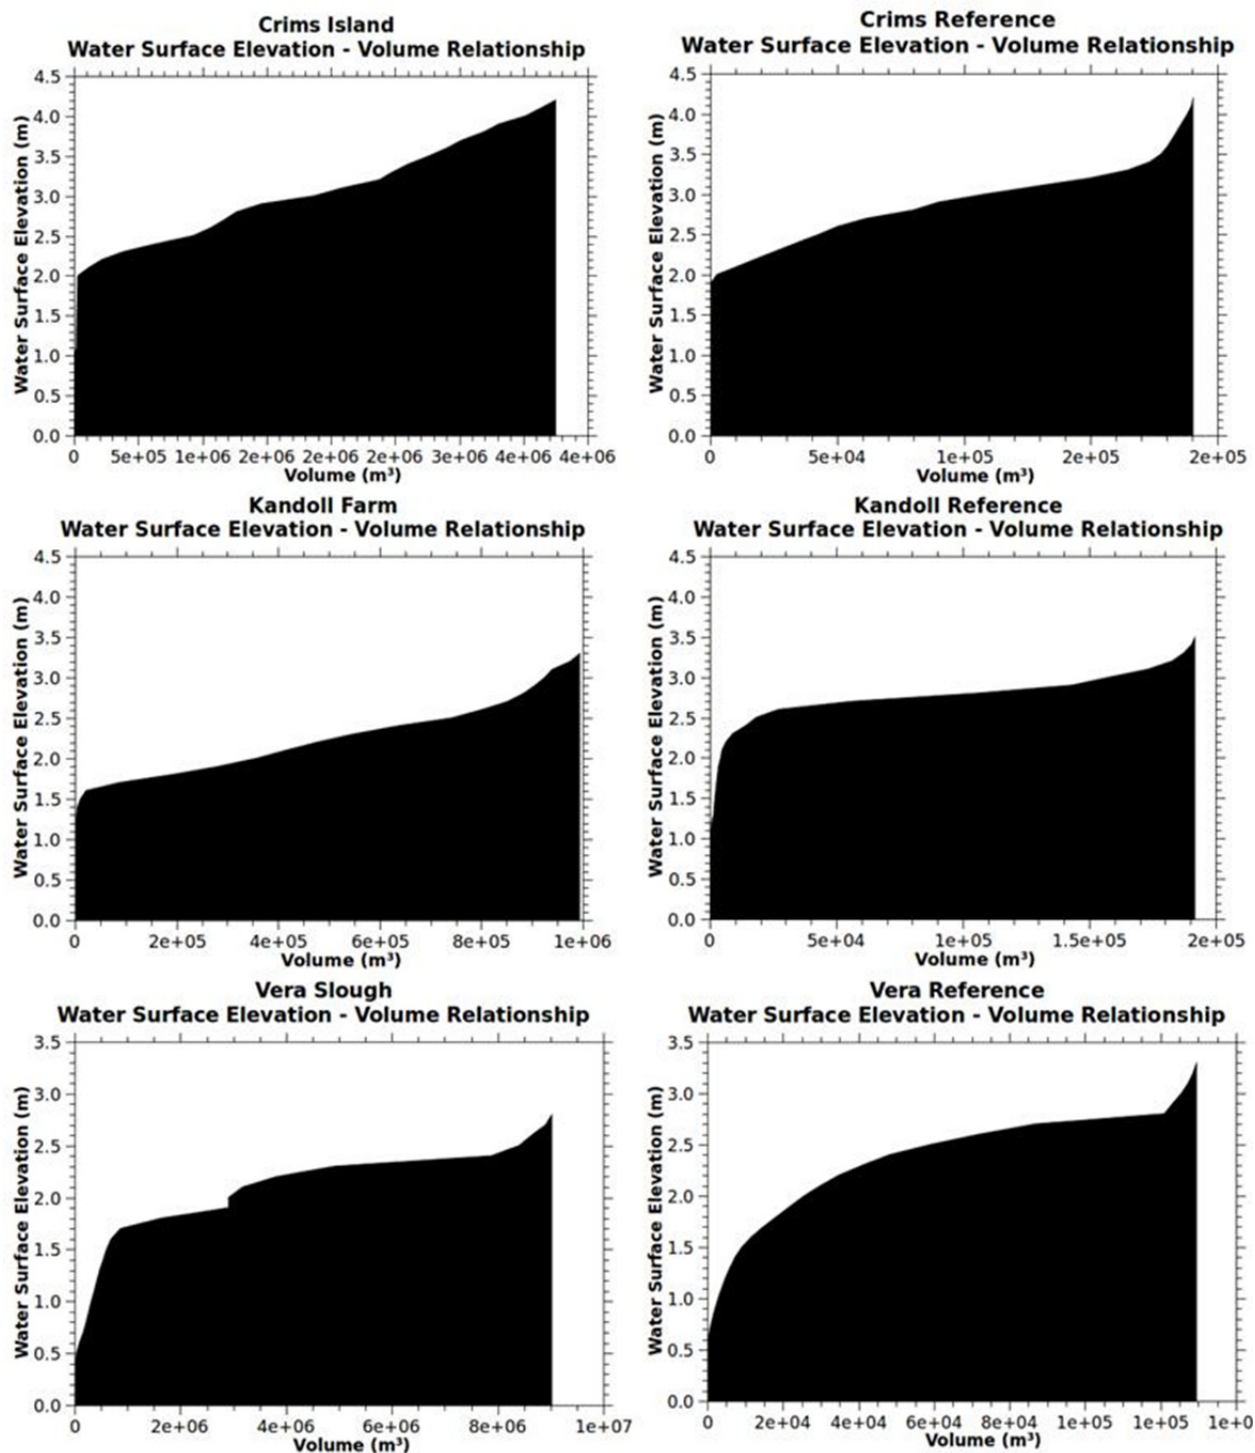 Crims Island
Water Surface Elevation - Volume Relationship
Water Surface Elevation (m)
4.5
4.0
3.5
3.0
2.5
2.0
1.5
1.0
0.5
0.0
0 5e+05 1e+06 2e+06 2e+06 2e+06 3e+06 4e+06 4e+06
Volume (m³)
Crims Reference
Water Surface Elevation - Volume Relationship
Water Surface Elevation (m)
4.5
4.0
3.5
3.0
2.5
2.0
1.5
1.0
0.5
0.0
0 5e+04 1e+05 2e+05 2e+05
Volume (m³)
Kandoll Farm
Water Surface Elevation - Volume Relationship
Water Surface Elevation (m)
4.5
4.0
3.5
3.0
2.5
2.0
1.5
1.0
0.5
0.0
0 2e+05 4e+05 6e+05 8e+05 1e+06
Volume (m³)
Kandoll Reference
Water Surface Elevation - Volume Relationship
Water Surface Elevation (m)
4.5
4.0
3.5
3.0
2.5
2.0
1.5
1.0
0.5
0.0
0 5e+04 1e+05 1.5e+05 2e+05
Volume (m³)
Vera Slough
Water Surface Elevation - Volume Relationship
Water Surface Elevation (m)
3.5
3.0
2.5
2.0
1.5
1.0
0.5
0.0
0 2e+06 4e+06 6e+06 8e+06 1e+07
Volume (m³)
Vera Reference
Water Surface Elevation - Volume Relationship
Water Surface Elevation (m)
3.5
3.0
2.5
2.0
1.5
1.0
0.5
0.0
0 2e+04 4e+04 6e+04 8e+04 1e+05 1e+05 1e+0
Volume (m³)